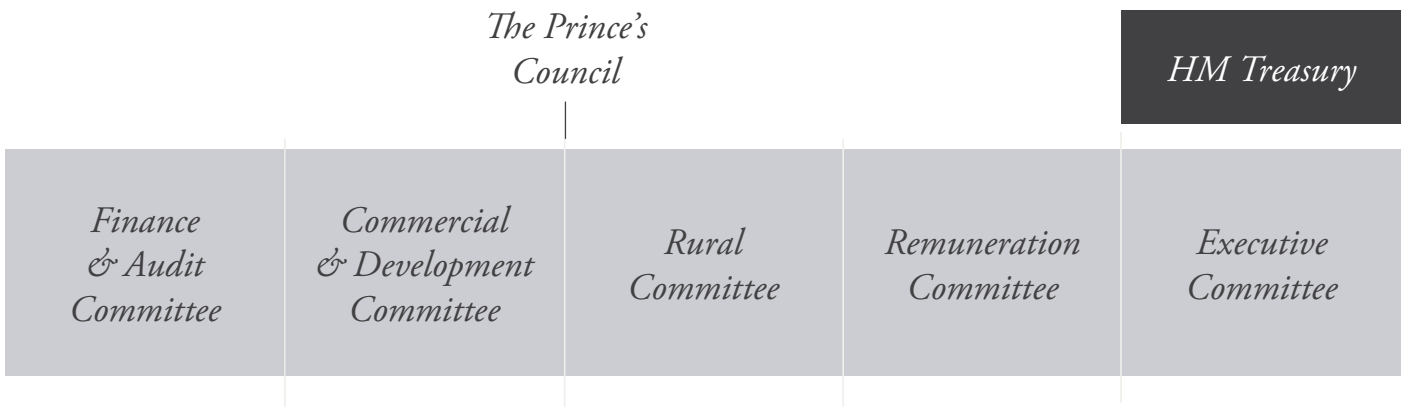 The Prince’s
Council
HM Treasury
Finance
& Audit
Committee
Commercial
& Development
Committee
Rural
Committee
Remuneration
Committee
Executive
Committee